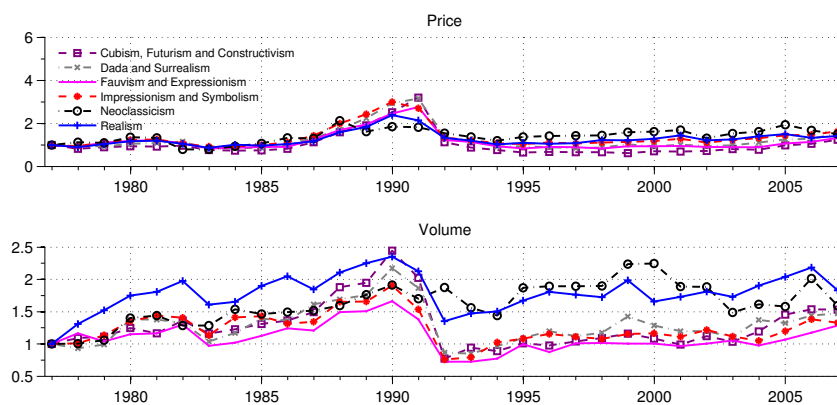 Price
6
4
2
0
Cubism, Futurism and Constructivism
Dada and Surrealism
Fauvism and Expressionism
Impressionism and Symbolism
Neoclassicism
Realism
1980 1985 1990 1995 2000 2005
Volume
2.5
2
1.5
1
0.5
1980 1985 1990 1995 2000 2005